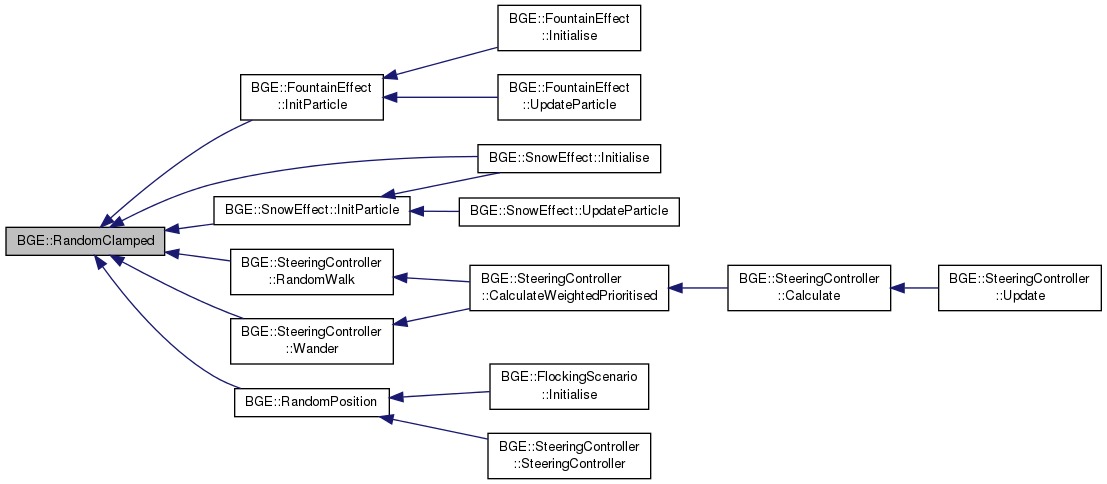 BGE::FountainEffect
::Initialise
BGE::FountainEffect
::InitParticle
BGE::FountainEffect
::UpdateParticle
BGE::SnowEffect::Initialise
BGE::SnowEffect::InitParticle
BGE::SnowEffect::UpdateParticle
BGE::RandomClamped
BGE::SteeringController
::RandomWalk
BGE::SteeringController
::CalculateWeightedPrioritised
BGE::SteeringController
::Calculate
BGE::SteeringController
::Update
BGE::SteeringController
::Wander
BGE::FlockingScenario
::Initialise
BGE::RandomPosition
BGE::SteeringController
::SteeringController